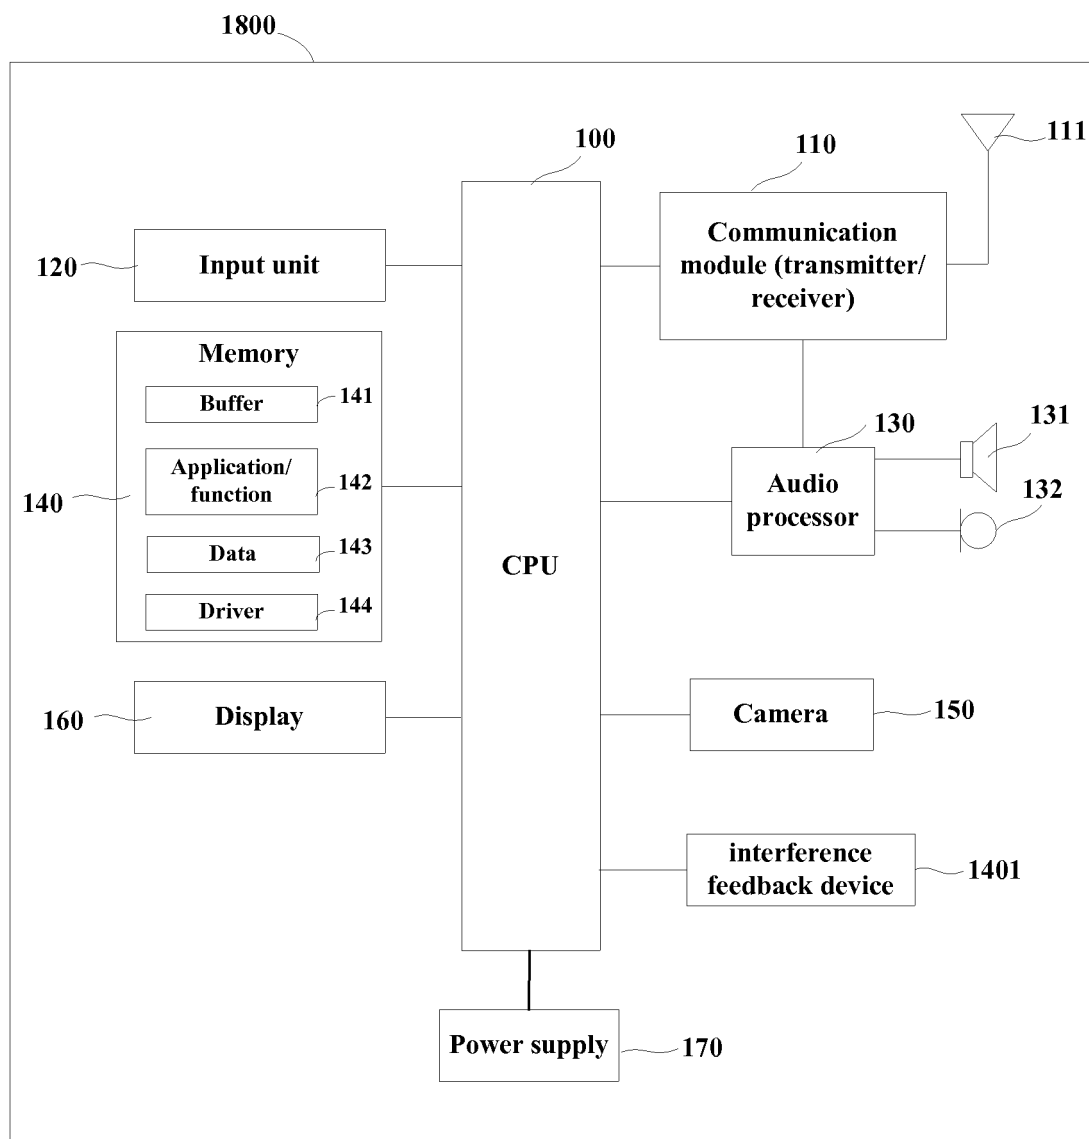 1800
100
110
111
Communication
module (transmitter/
receiver)
120
Input unit
Memory
Buffer
141
Application/
function
142
140
Data
143
Driver
144
130
131
Audio
processor
132
CPU
160
Display
Camera
150
interference
feedback device
1401
Power supply
170